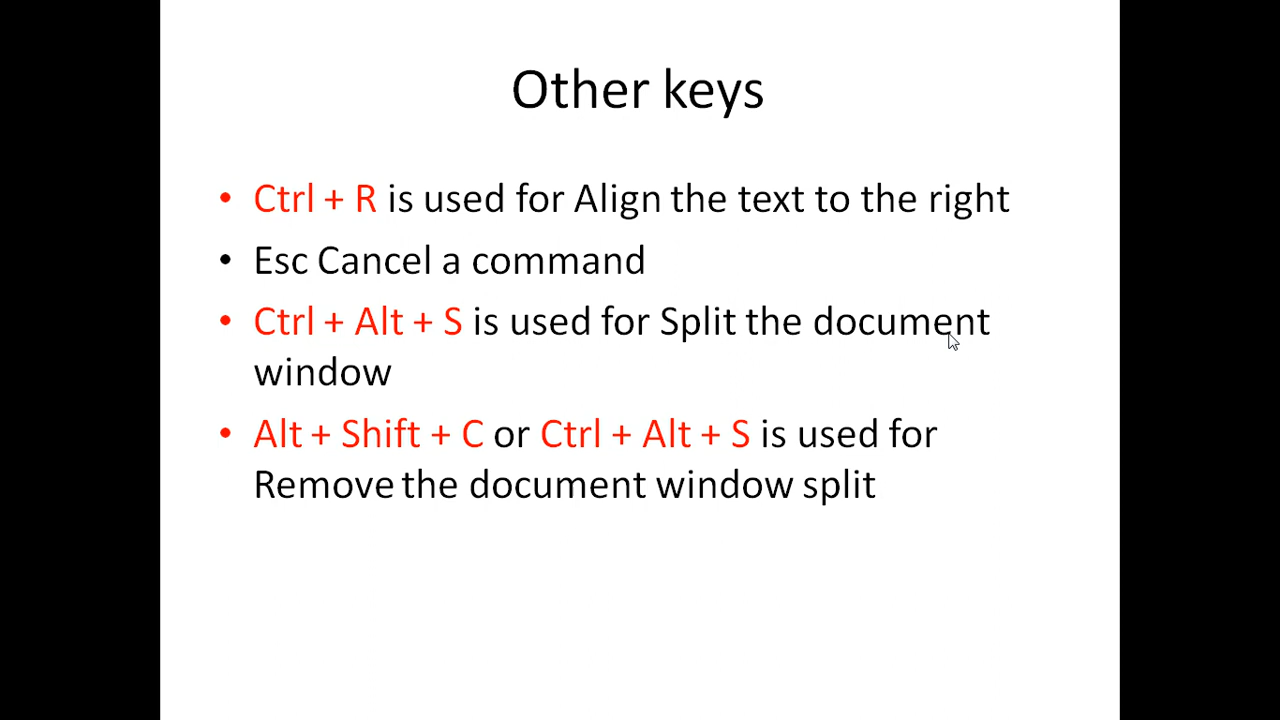 Other keys
• Ctrl + R is used for Align the text to the right
• Esc Cancel a command
• Ctrl + Alt + S is used for Split the document
window
• Alt + Shift + C or Ctrl + Alt + S is used for
Remove the document window split